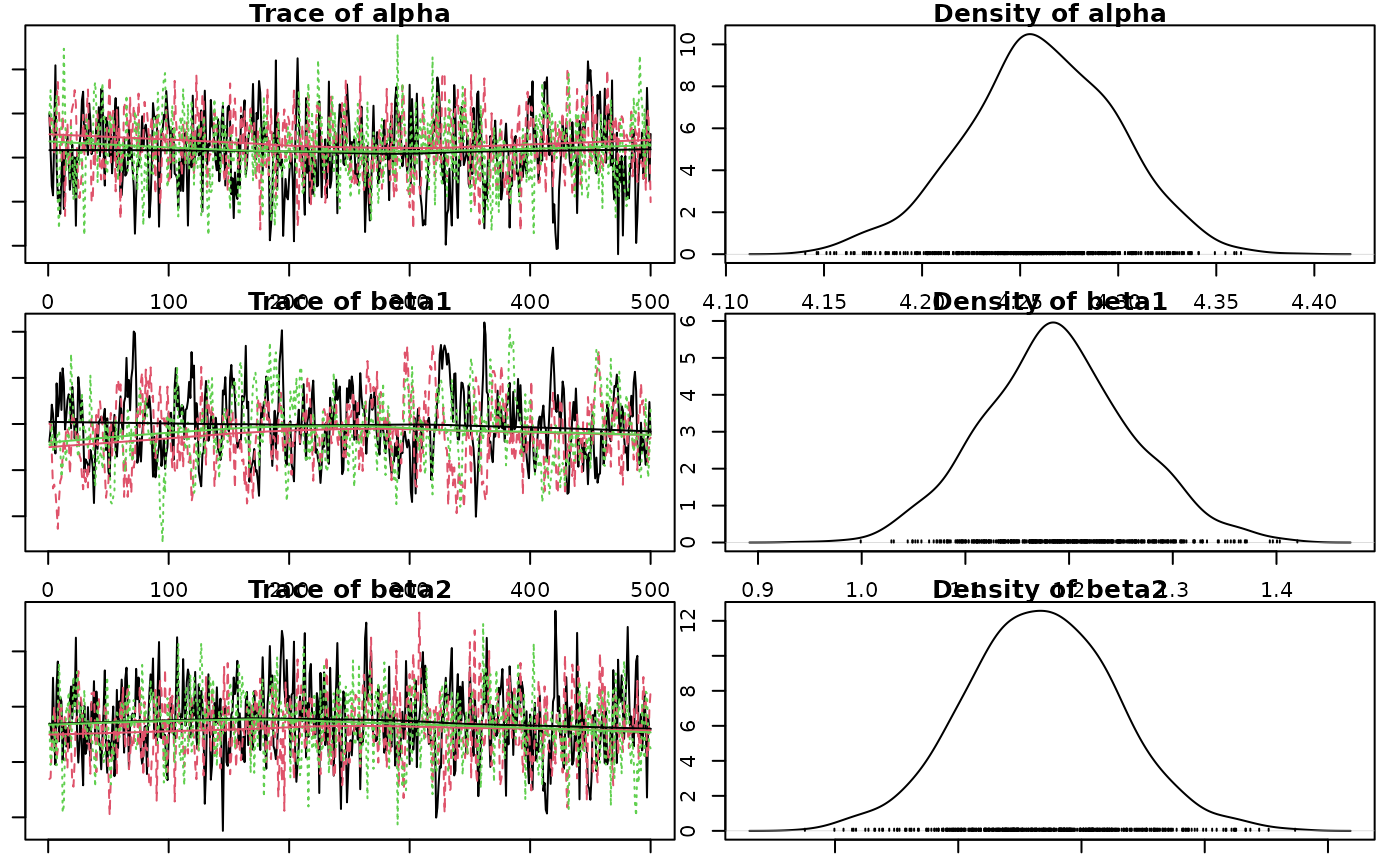 Trace of alpha
Density of alpha
0 2 4 6 8 10
0 100 200 300 400 500
4.10 4.15 4.20 4.25 4.30 4.35 4.40
Trace of beta1
Density of beta1
0 1 2 3 4 5 6
0 100 200 300 400 500
0.9 1.0 1.1 1.2 1.3 1.4
Trace of beta2
Density of beta2
0 2 4 6 8 12